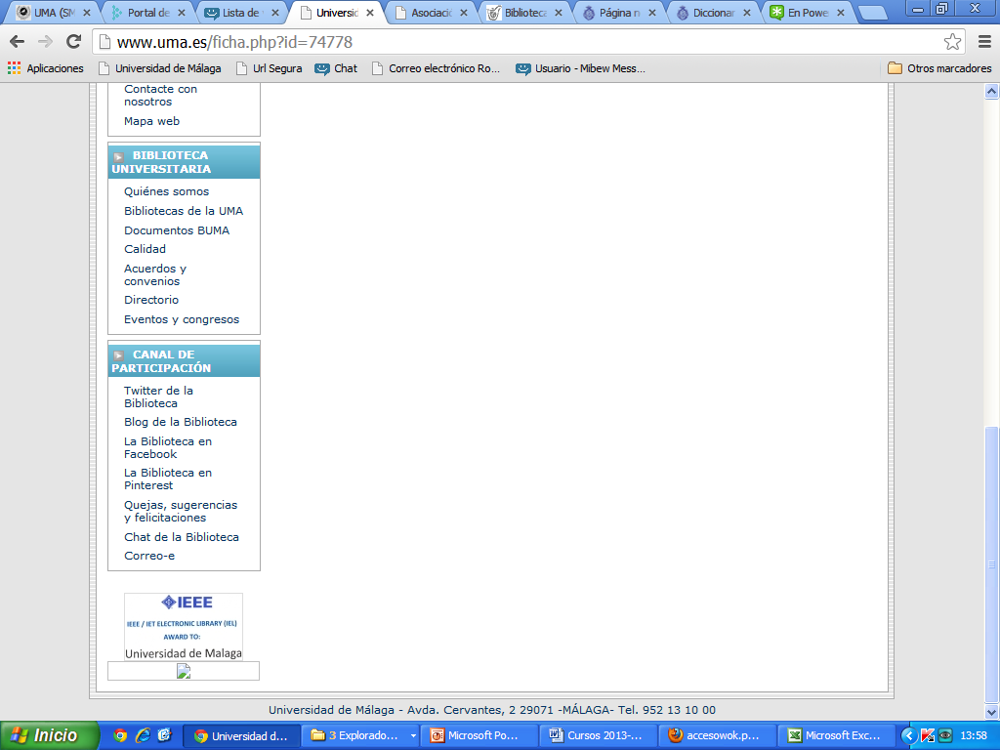 UMA (SM
Portal de
Lista de
Universid
Asociació
Biblioteca
Página n
Diccionar
En Powe
www.uma.es/ficha.php?id=74778
Aplicaciones
Universidad de Málaga
Url Segura
Chat
Correo electrónico Ro...
Usuario - Mibew Mess...
Otros marcadores
Contacte con
nosotros
Mapa web
BIBLIOTECA
UNIVERSITARIA
Quiénes somos
Bibliotecas de la UMA
Documentos BUMA
Calidad
Acuerdos y
convenios
Directorio
Eventos y congresos
CANAL DE
PARTICIPACIÓN
Twitter de la
Biblioteca
Blog de la Biblioteca
La Biblioteca en
Facebook
La Biblioteca en
Pinterest
Quejas, sugerencias
y felicitaciones
Chat de la Biblioteca
Correo-e
IEEE
IEEE / IET ELECTRONIC LIBRARY (IEL)
AWARD TO:
Universidad de Malaga
Universidad de Málaga - Avda. Cervantes, 2 29071 -MÁLAGA- Tel. 952 13 10 00
Inicio
Universidad d...
3 Explorado...
Microsoft Po...
Cursos 2013-...
accesowok.p...
Microsoft Exc...
13:58